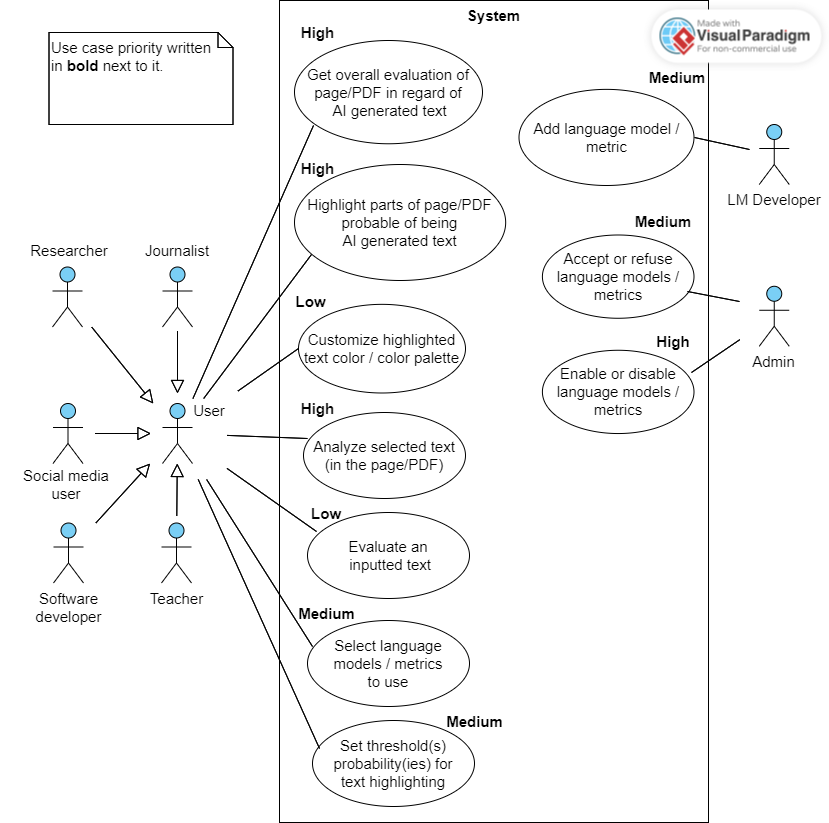 System
Made with
VisualParadigm
For non-commercial use
Use case priority written
in bold next to it.
High
Get overall evaluation of
page/PDF in regard of
AI generated text
Medium
Add language model /
metric
LM Developer
High
Highlight parts of page/PDF
probable of being
AI generated text
Medium
Accept or refuse
language models /
metrics
Researcher
Journalist
Low
Customize highlighted
text color / color palette
High
Enable or disable
language models /
metrics
Admin
User
High
Analyze selected text
(in the page/PDF)
Social media
user
Low
Evaluate an
inputted text
Software
developer
Teacher
Medium
Select language
models / metrics
to use
Medium
Set threshold(s)
probability(ies) for
text highlighting